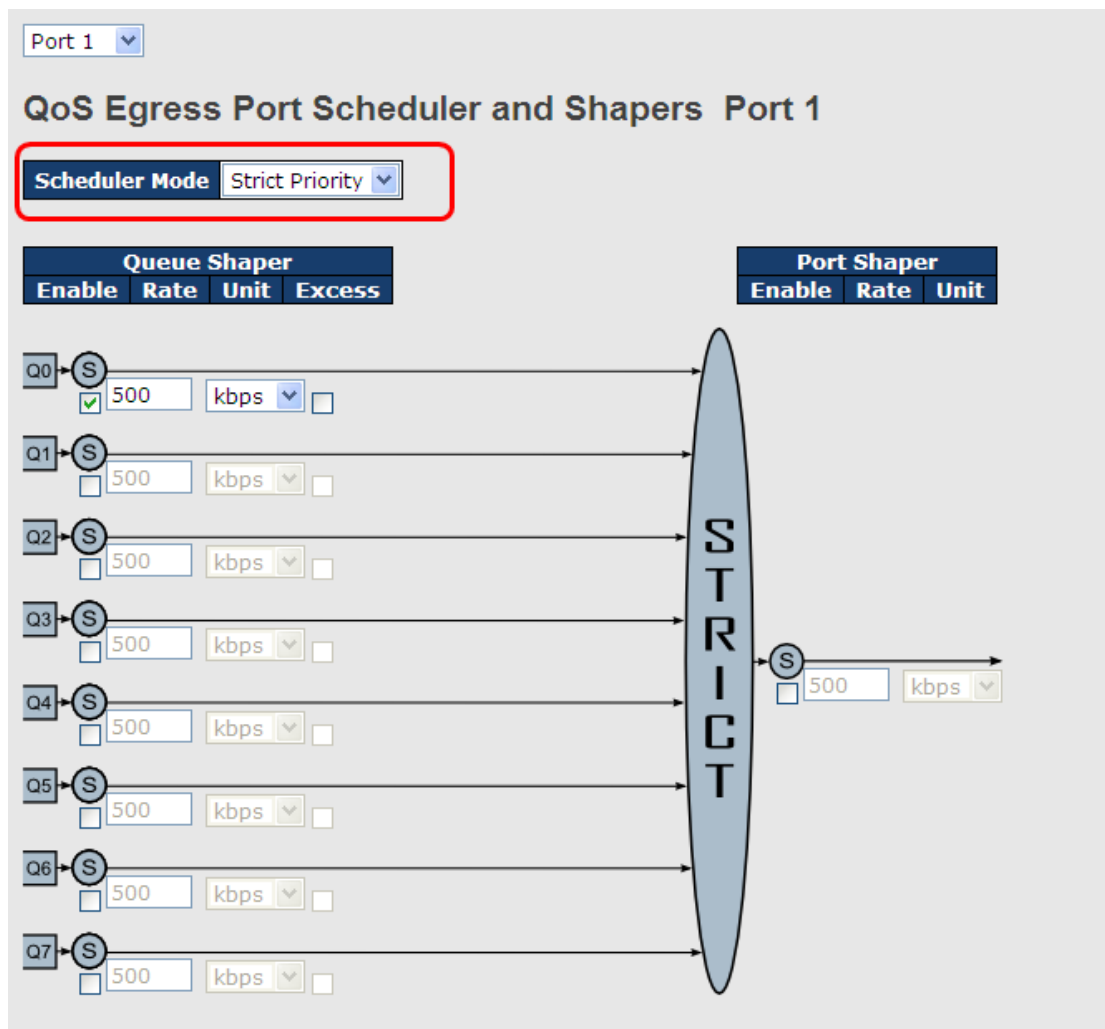 Port 1
QoS Egress Port Scheduler and Shapers Port 1
Scheduler Mode Strict Priority
Queue Shaper
Enable Rate Unit Excess
Port Shaper
Enable Rate Unit
Q0 S
500 kbps
Q1 S
500 kbps
Q2 S
500 kbps
Q3 S
500 kbps
Q4 S
500 kbps
Q5 S
500 kbps
Q6 S
500 kbps
Q7 S
500 kbps
STRICT
S
500 kbps